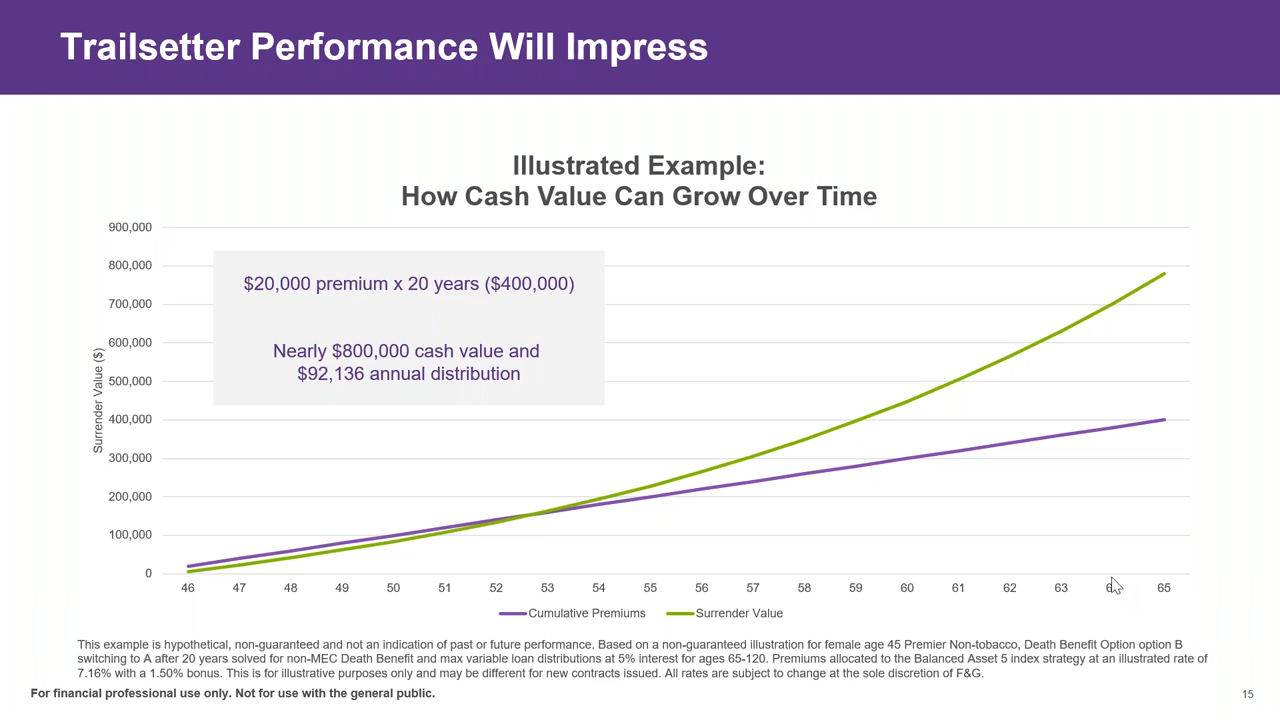 Trailsetter Performance Will Impress
Illustrated Example:
How Cash Value Can Grow Over Time
900,000
800,000
700,000
600,000
500,000
400,000
300,000
200,000
100,000
0
Surrender Value ($)
$20,000 premium x 20 years ($400,000)
Nearly $800,000 cash value and
$92,136 annual distribution
46 47 48 49 50 51 52 53 54 55 56 57 58 59 60 61 62 63 65
Cumulative Premiums Surrender Value
This example is hypothetical, non-guaranteed and not an indication of past or future performance. Based on a non-guaranteed illustration for female age 45 Premier Non-tobacco, Death Benefit Option option B
switching to A after 20 years solved for non-MEC Death Benefit and max variable loan distributions at 5% interest for ages 65-120. Premiums allocated to the Balanced Asset 5 index strategy at an illustrated rate of
7.16% with a 1.50% bonus. This is for illustrative purposes only and may be different for new contracts issued. All rates are subject to change at the sole discretion of F&G.
For financial professional use only. Not for use with the general public.
15